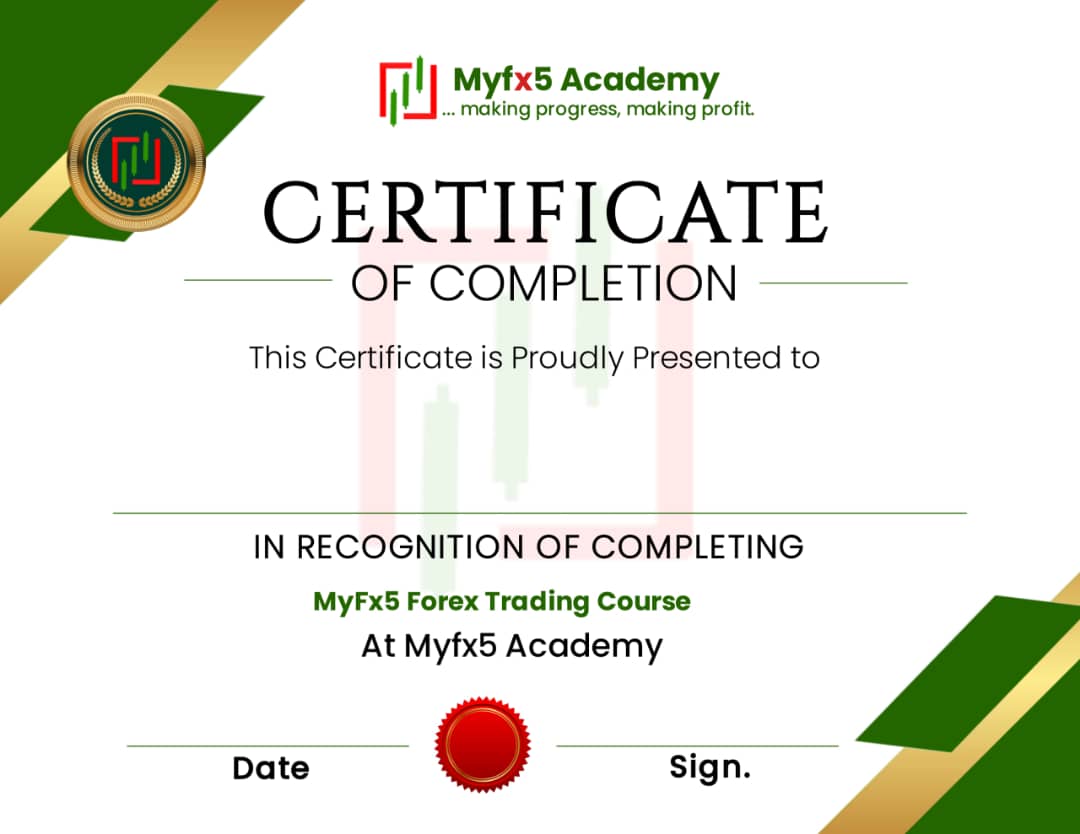 Myfx5 Academy
... making progress, making profit.
CERTIFICATE
OF COMPLETION
This Certificate is Proudly Presented to
IN RECOGNITION OF COMPLETING
MyFx5 Forex Trading Course
At Myfx5 Academy
Date
Sign.